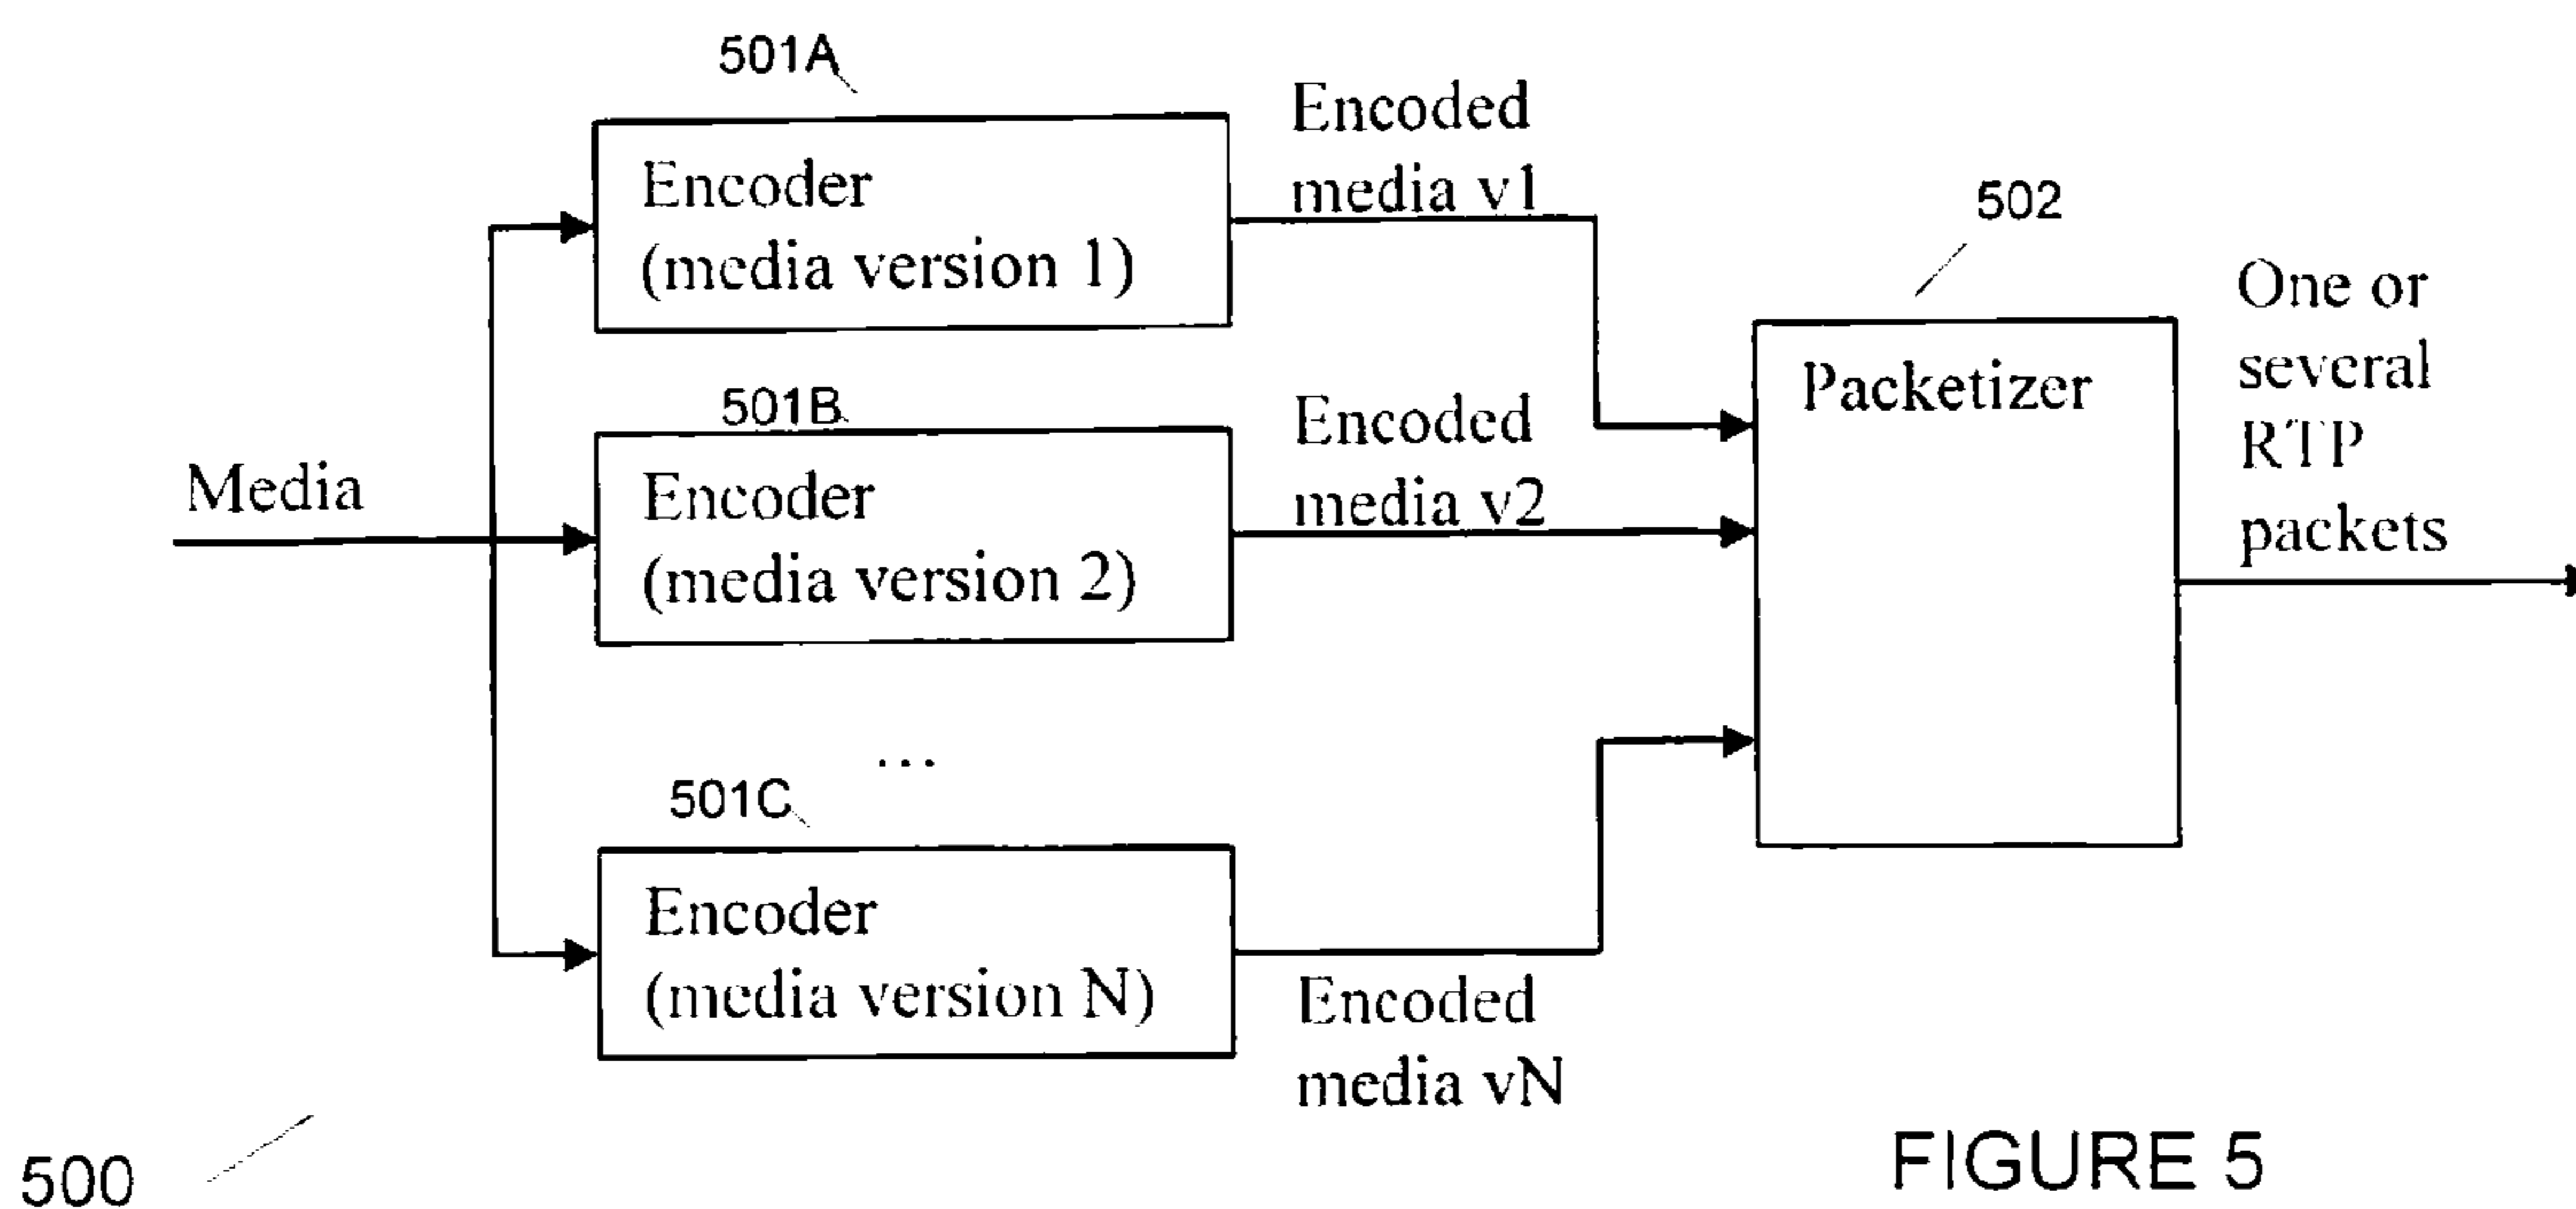 501A
Encoder
(media version 1)
Encoded
media v1
502
One or
several
RTP
packets
Packetizer
501B
Encoder
(media version 2)
Encoded
media v2
Media
...
501C
Encoder
(media version N)
Encoded
media vN
500
FIGURE 5